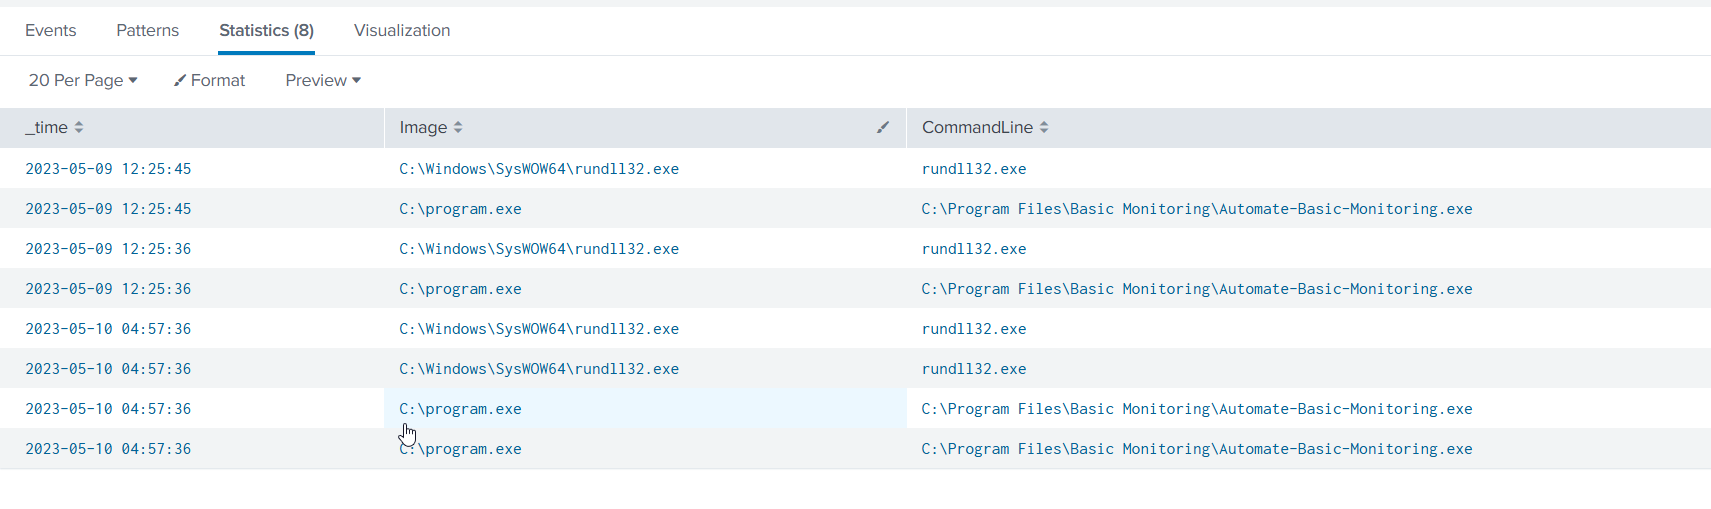 Events Patterns Statistics (8) Visualization
20 Per Page Format Preview
_time Image CommandLine
2023-05-09 12:25:45 C:\Windows\SysWOW64\rundll32.exe rundll32.exe
2023-05-09 12:25:45 C:\program.exe C:\Program Files\Basic Monitoring\Automate-Basic-Monitoring.exe
2023-05-09 12:25:36 C:\Windows\SysWOW64\rundll32.exe rundll32.exe
2023-05-09 12:25:36 C:\program.exe C:\Program Files\Basic Monitoring\Automate-Basic-Monitoring.exe
2023-05-10 04:57:36 C:\Windows\SysWOW64\rundll32.exe rundll32.exe
2023-05-10 04:57:36 C:\Windows\SysWOW64\rundll32.exe rundll32.exe
2023-05-10 04:57:36 C:\program.exe C:\Program Files\Basic Monitoring\Automate-Basic-Monitoring.exe
2023-05-10 04:57:36 C:\program.exe C:\Program Files\Basic Monitoring\Automate-Basic-Monitoring.exe